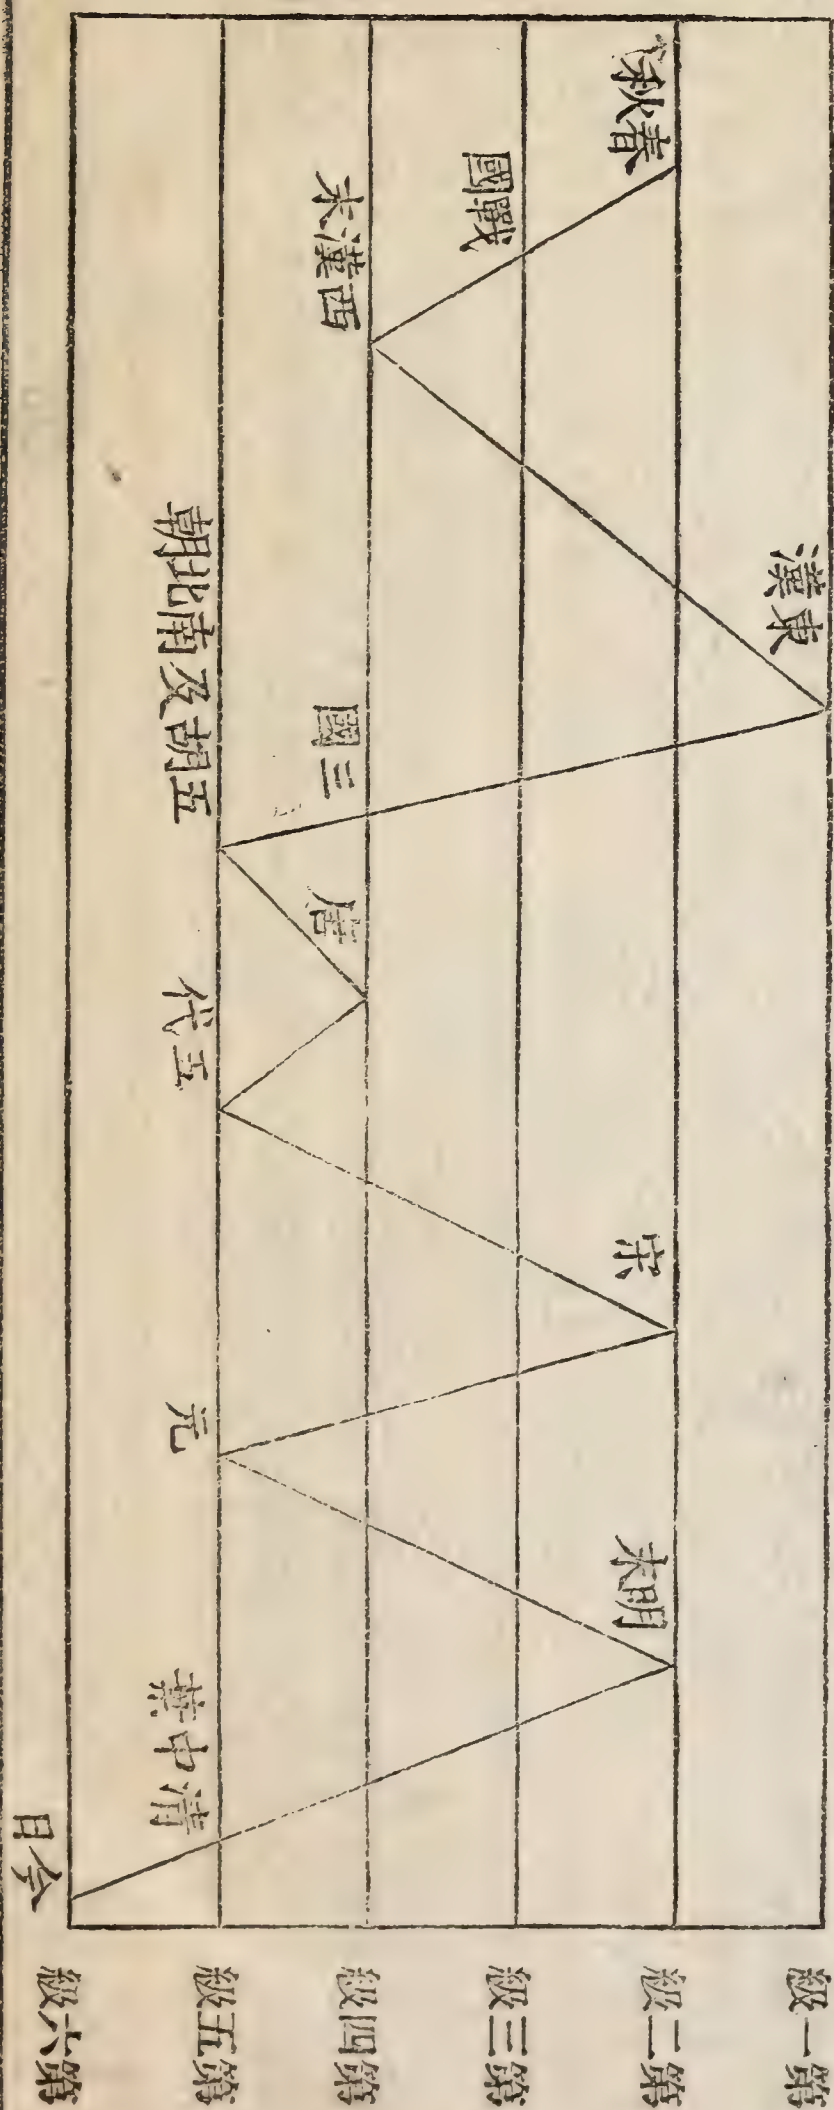 第一級
第二級
第三級
第四級
第五級
第六級
春秋
戰國
西漢末
東漢
三國
五胡及南北朝
唐
五代
宋
元
明末
清中葉
今日